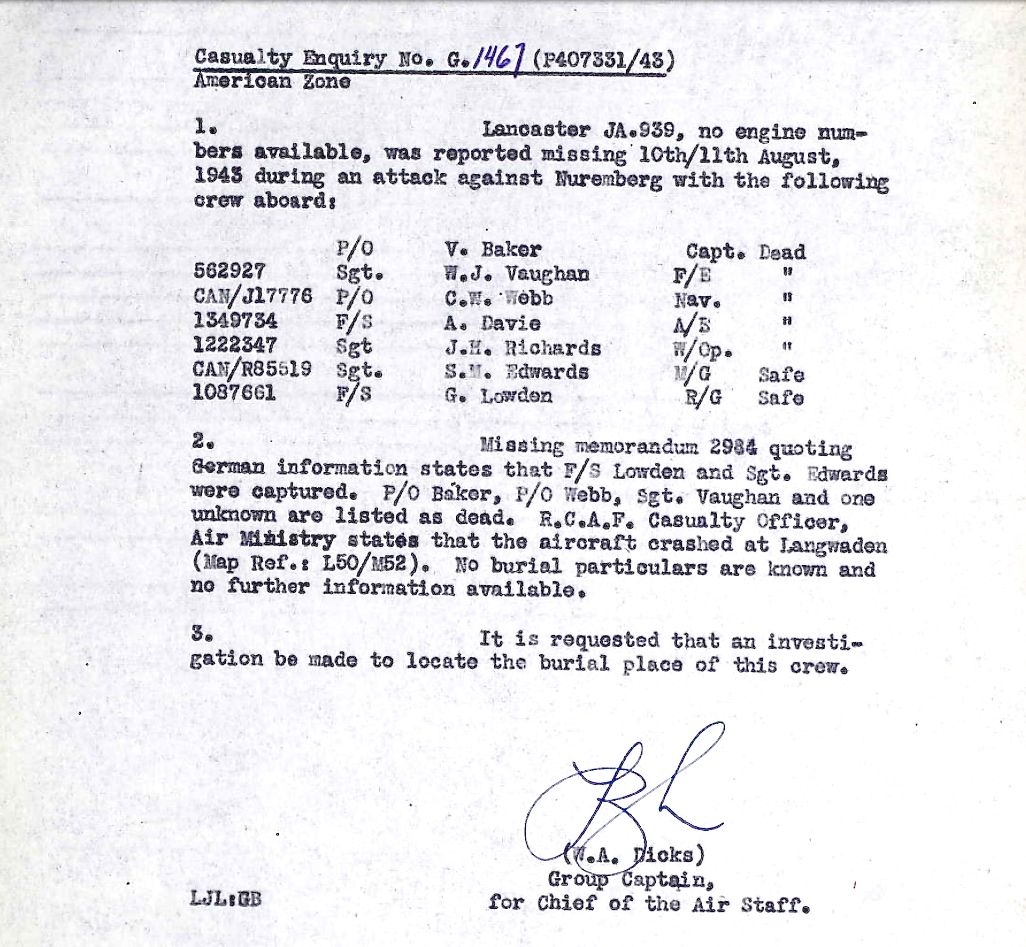 Casualty Enquiry No. G.1467 (P407331/43)
American Zone
1. Lancaster JA.939, no engine num-
bers available, was reported missing 10th/11th August,
1943 during an attack against Nuremberg with the following
crew aboard:
P/O V. Baker Capt. Dead
562927 Sgt. W.J. Vaughan F/E "
CAN/J17776 P/O C.W. Webb Nav. "
1349734 F/S A. Davie A/B "
1222347 Sgt J.H. Richards W/Op. "
CAN/R85519 Sgt. S.M. Edwards M/G Safe
1087661 F/S G. Lowden R/G Safe
2. Missing memorandum 2984 quoting
German information states that F/S Lowden and Sgt. Edwards
were captured. P/O Baker, P/O Webb, Sgt. Vaughan and one
unknown are listed as dead. R.C.A.F. Casualty Officer,
Air Ministry states that the aircraft crashed at Langwaden
(Map Ref.: L50/M52). No burial particulars are known and
no further information available.
3. It is requested that an investi-
gation be made to locate the burial place of this crew.
(W.A. Dicks)
Group Captain,
LJL:GB for Chief of the Air Staff.